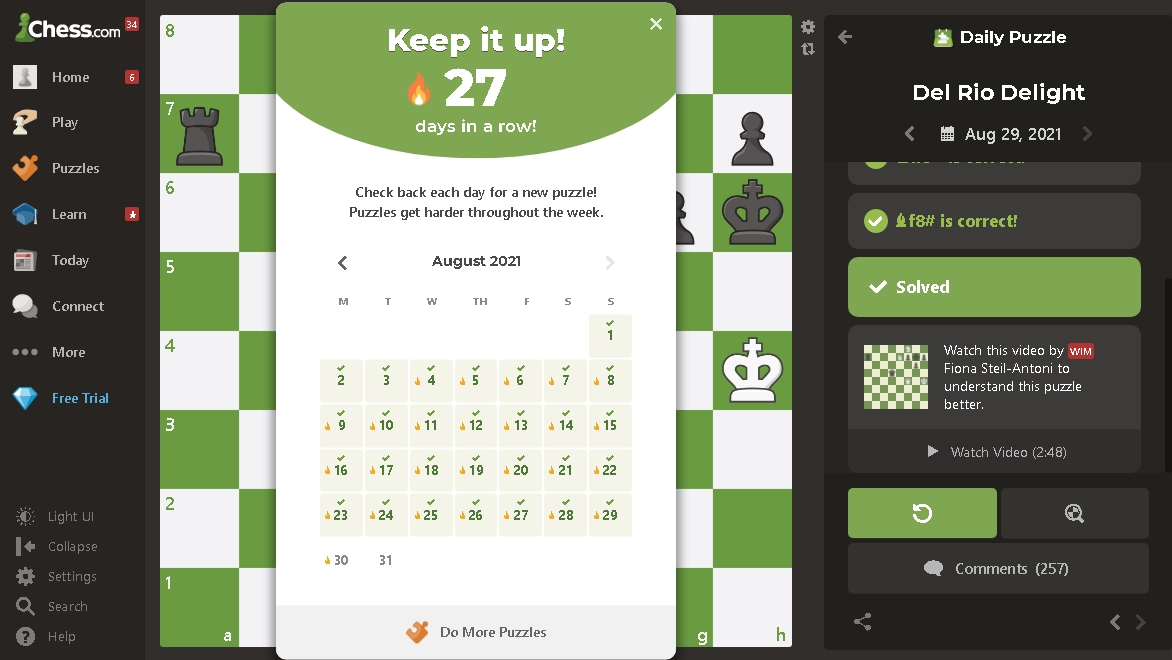 Chess.com 34
Home 6
Play
Puzzles
Learn
Today
Connect
More
Free Trial
Light UI
Collapse
Settings
Search
Help
8
7
6
5
4
3
2
1
a
g
h
Keep it up!
27
days in a row!
Check back each day for a new puzzle!
Puzzles get harder throughout the week.
August 2021
M T W TH F S S
1
2 3 4 5 6 7 8
9 10 11 12 13 14 15
16 17 18 19 20 21 22
23 24 25 26 27 28 29
30 31
Do More Puzzles
Daily Puzzle
Del Rio Delight
Aug 29, 2021
f8# is correct!
Solved
Watch this video by WIM
Fiona Steil-Antoni to
understand this puzzle
better.
Watch Video (2:48)
Comments (257)